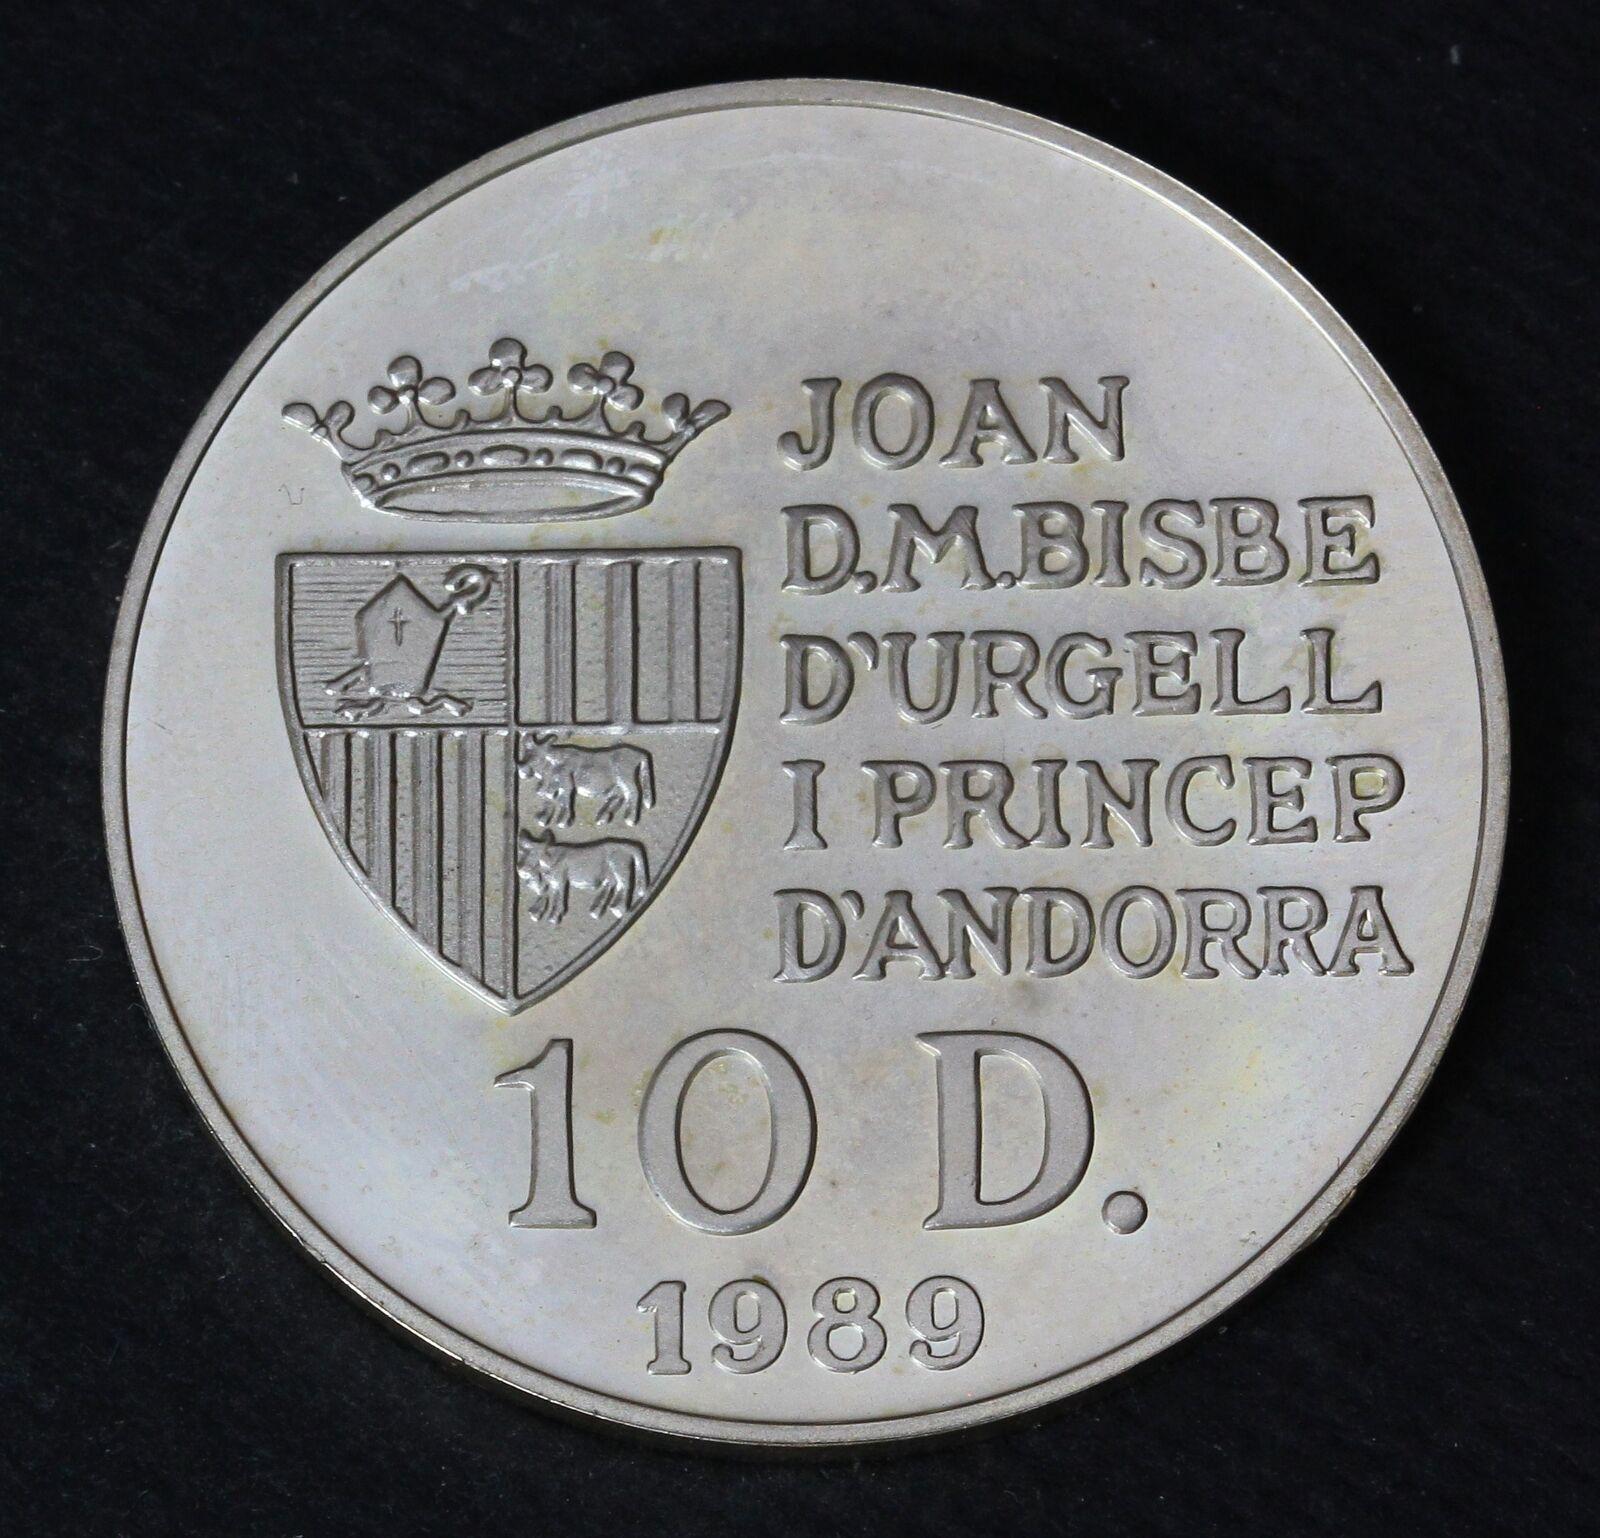 JOAN
D.M.BISBE
D'URGELL
I PRINCEP
D'ANDORRA
10 D.
1989